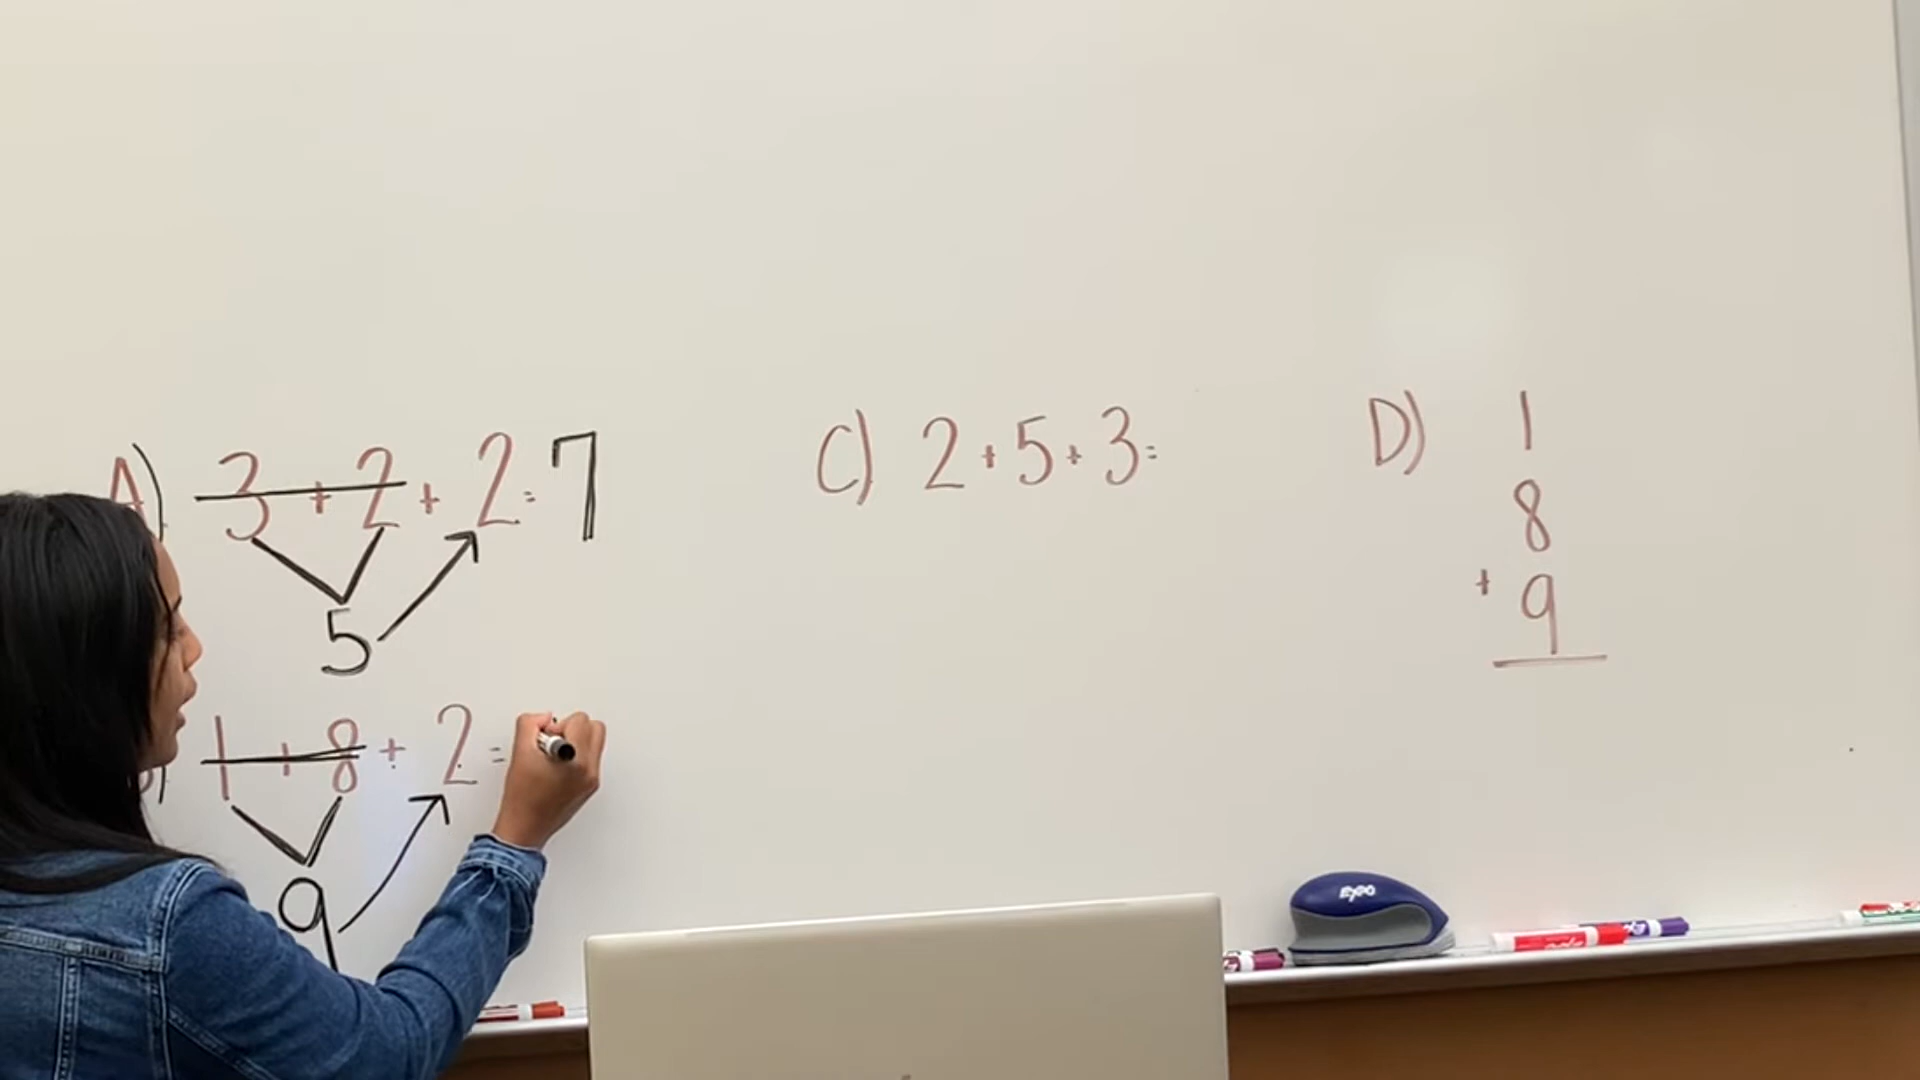 A) 3 + 2 + 2 = 7
5
B) 1 + 8 + 2 =
9
C) 2 + 5 + 3 =
D) 1
8
+ 9
EXPO